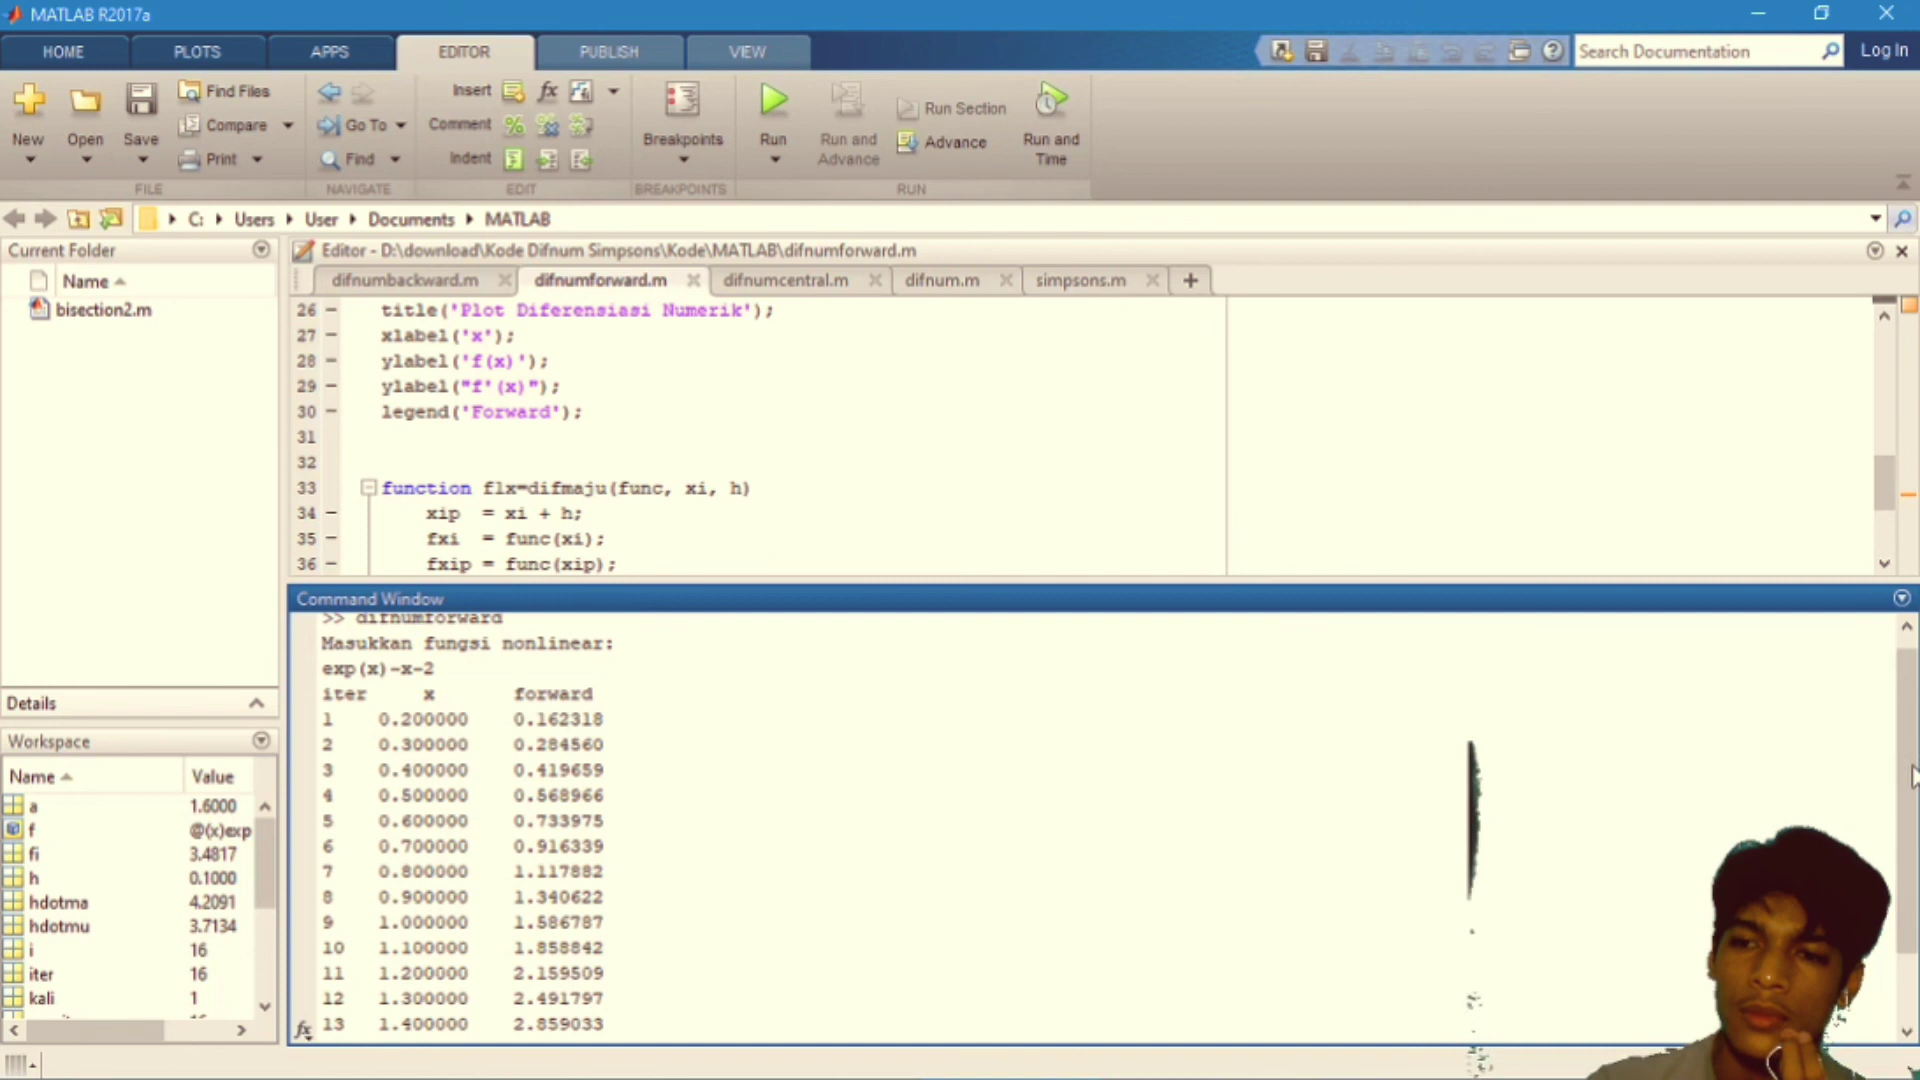 MATLAB R2017a
HOME PLOTS APPS EDITOR PUBLISH VIEW
Search Documentation
Log In
New
Open
Save
Find Files
Compare
Print
FILE
Go To
Find
NAVIGATE
Insert
Comment
Indent
EDIT
Breakpoints
BREAKPOINTS
Run
Run and Advance
Run Section
Advance
Run and Time
RUN
C: Users User Documents MATLAB
Current Folder
Name
bisection2.m
Details
Workspace
Name Value
a 1.6000
f @(x)exp
fi 3.4817
h 0.1000
hdotma 4.2091
hdotmu 3.7134
i 16
iter 16
kali 1
Editor - D:\download\Kode Difnum Simpsons\Kode\MATLAB\difnumforward.m
difnumbackward.m difnumforward.m difnumcentral.m difnum.m simpsons.m
26 title('Plot Diferensiasi Numerik');
27 xlabel('x');
28 ylabel('f(x)');
29 ylabel("f'(x)");
30 legend('Forward');
31
32
33 function flx=difmaju(func, xi, h)
34 xip = xi + h;
35 fxi = func(xi);
36 fxip = func(xip);
Command Window
>> difnumforward
Masukkan fungsi nonlinear:
exp(x)-x-2
iter x forward
1 0.200000 0.162318
2 0.300000 0.284560
3 0.400000 0.419659
4 0.500000 0.568966
5 0.600000 0.733975
6 0.700000 0.916339
7 0.800000 1.117882
8 0.900000 1.340622
9 1.000000 1.586787
10 1.100000 1.858842
11 1.200000 2.159509
12 1.300000 2.491797
13 1.400000 2.859033